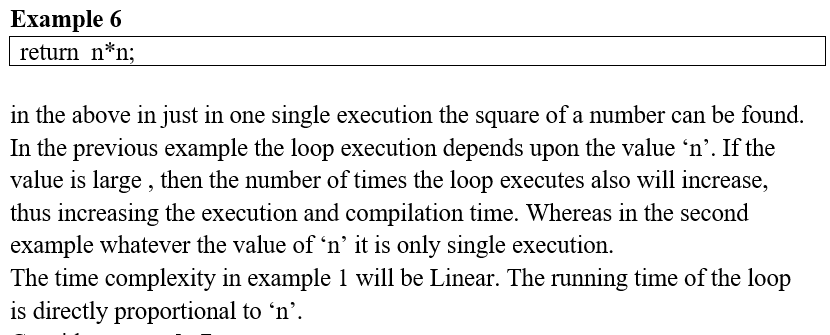 Example 6
return n*n;
in the above in just in one single execution the square of a number can be found.
In the previous example the loop execution depends upon the value ‘n’. If the
value is large , then the number of times the loop executes also will increase,
thus increasing the execution and compilation time. Whereas in the second
example whatever the value of ‘n’ it is only single execution.
The time complexity in example 1 will be Linear. The running time of the loop
is directly proportional to ‘n’.